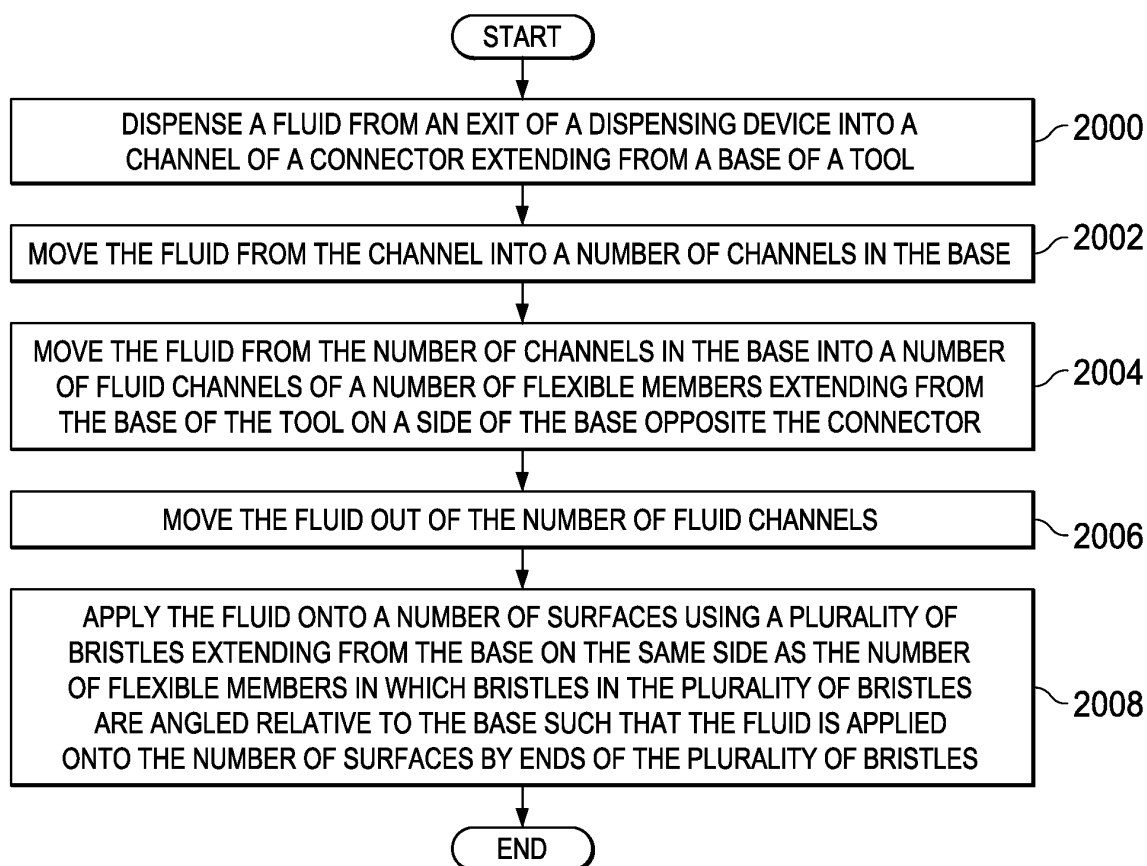 START
DISPENSE A FLUID FROM AN EXIT OF A DISPENSING DEVICE INTO A
CHANNEL OF A CONNECTOR EXTENDING FROM A BASE OF A TOOL
2000
MOVE THE FLUID FROM THE CHANNEL INTO A NUMBER OF CHANNELS IN THE BASE
2002
MOVE THE FLUID FROM THE NUMBER OF CHANNELS IN THE BASE INTO A NUMBER
OF FLUID CHANNELS OF A NUMBER OF FLEXIBLE MEMBERS EXTENDING FROM
THE BASE OF THE TOOL ON A SIDE OF THE BASE OPPOSITE THE CONNECTOR
2004
MOVE THE FLUID OUT OF THE NUMBER OF FLUID CHANNELS
2006
APPLY THE FLUID ONTO A NUMBER OF SURFACES USING A PLURALITY OF
BRISTLES EXTENDING FROM THE BASE ON THE SAME SIDE AS THE NUMBER
OF FLEXIBLE MEMBERS IN WHICH BRISTLES IN THE PLURALITY OF BRISTLES
ARE ANGLED RELATIVE TO THE BASE SUCH THAT THE FLUID IS APPLIED
ONTO THE NUMBER OF SURFACES BY ENDS OF THE PLURALITY OF BRISTLES
2008
END